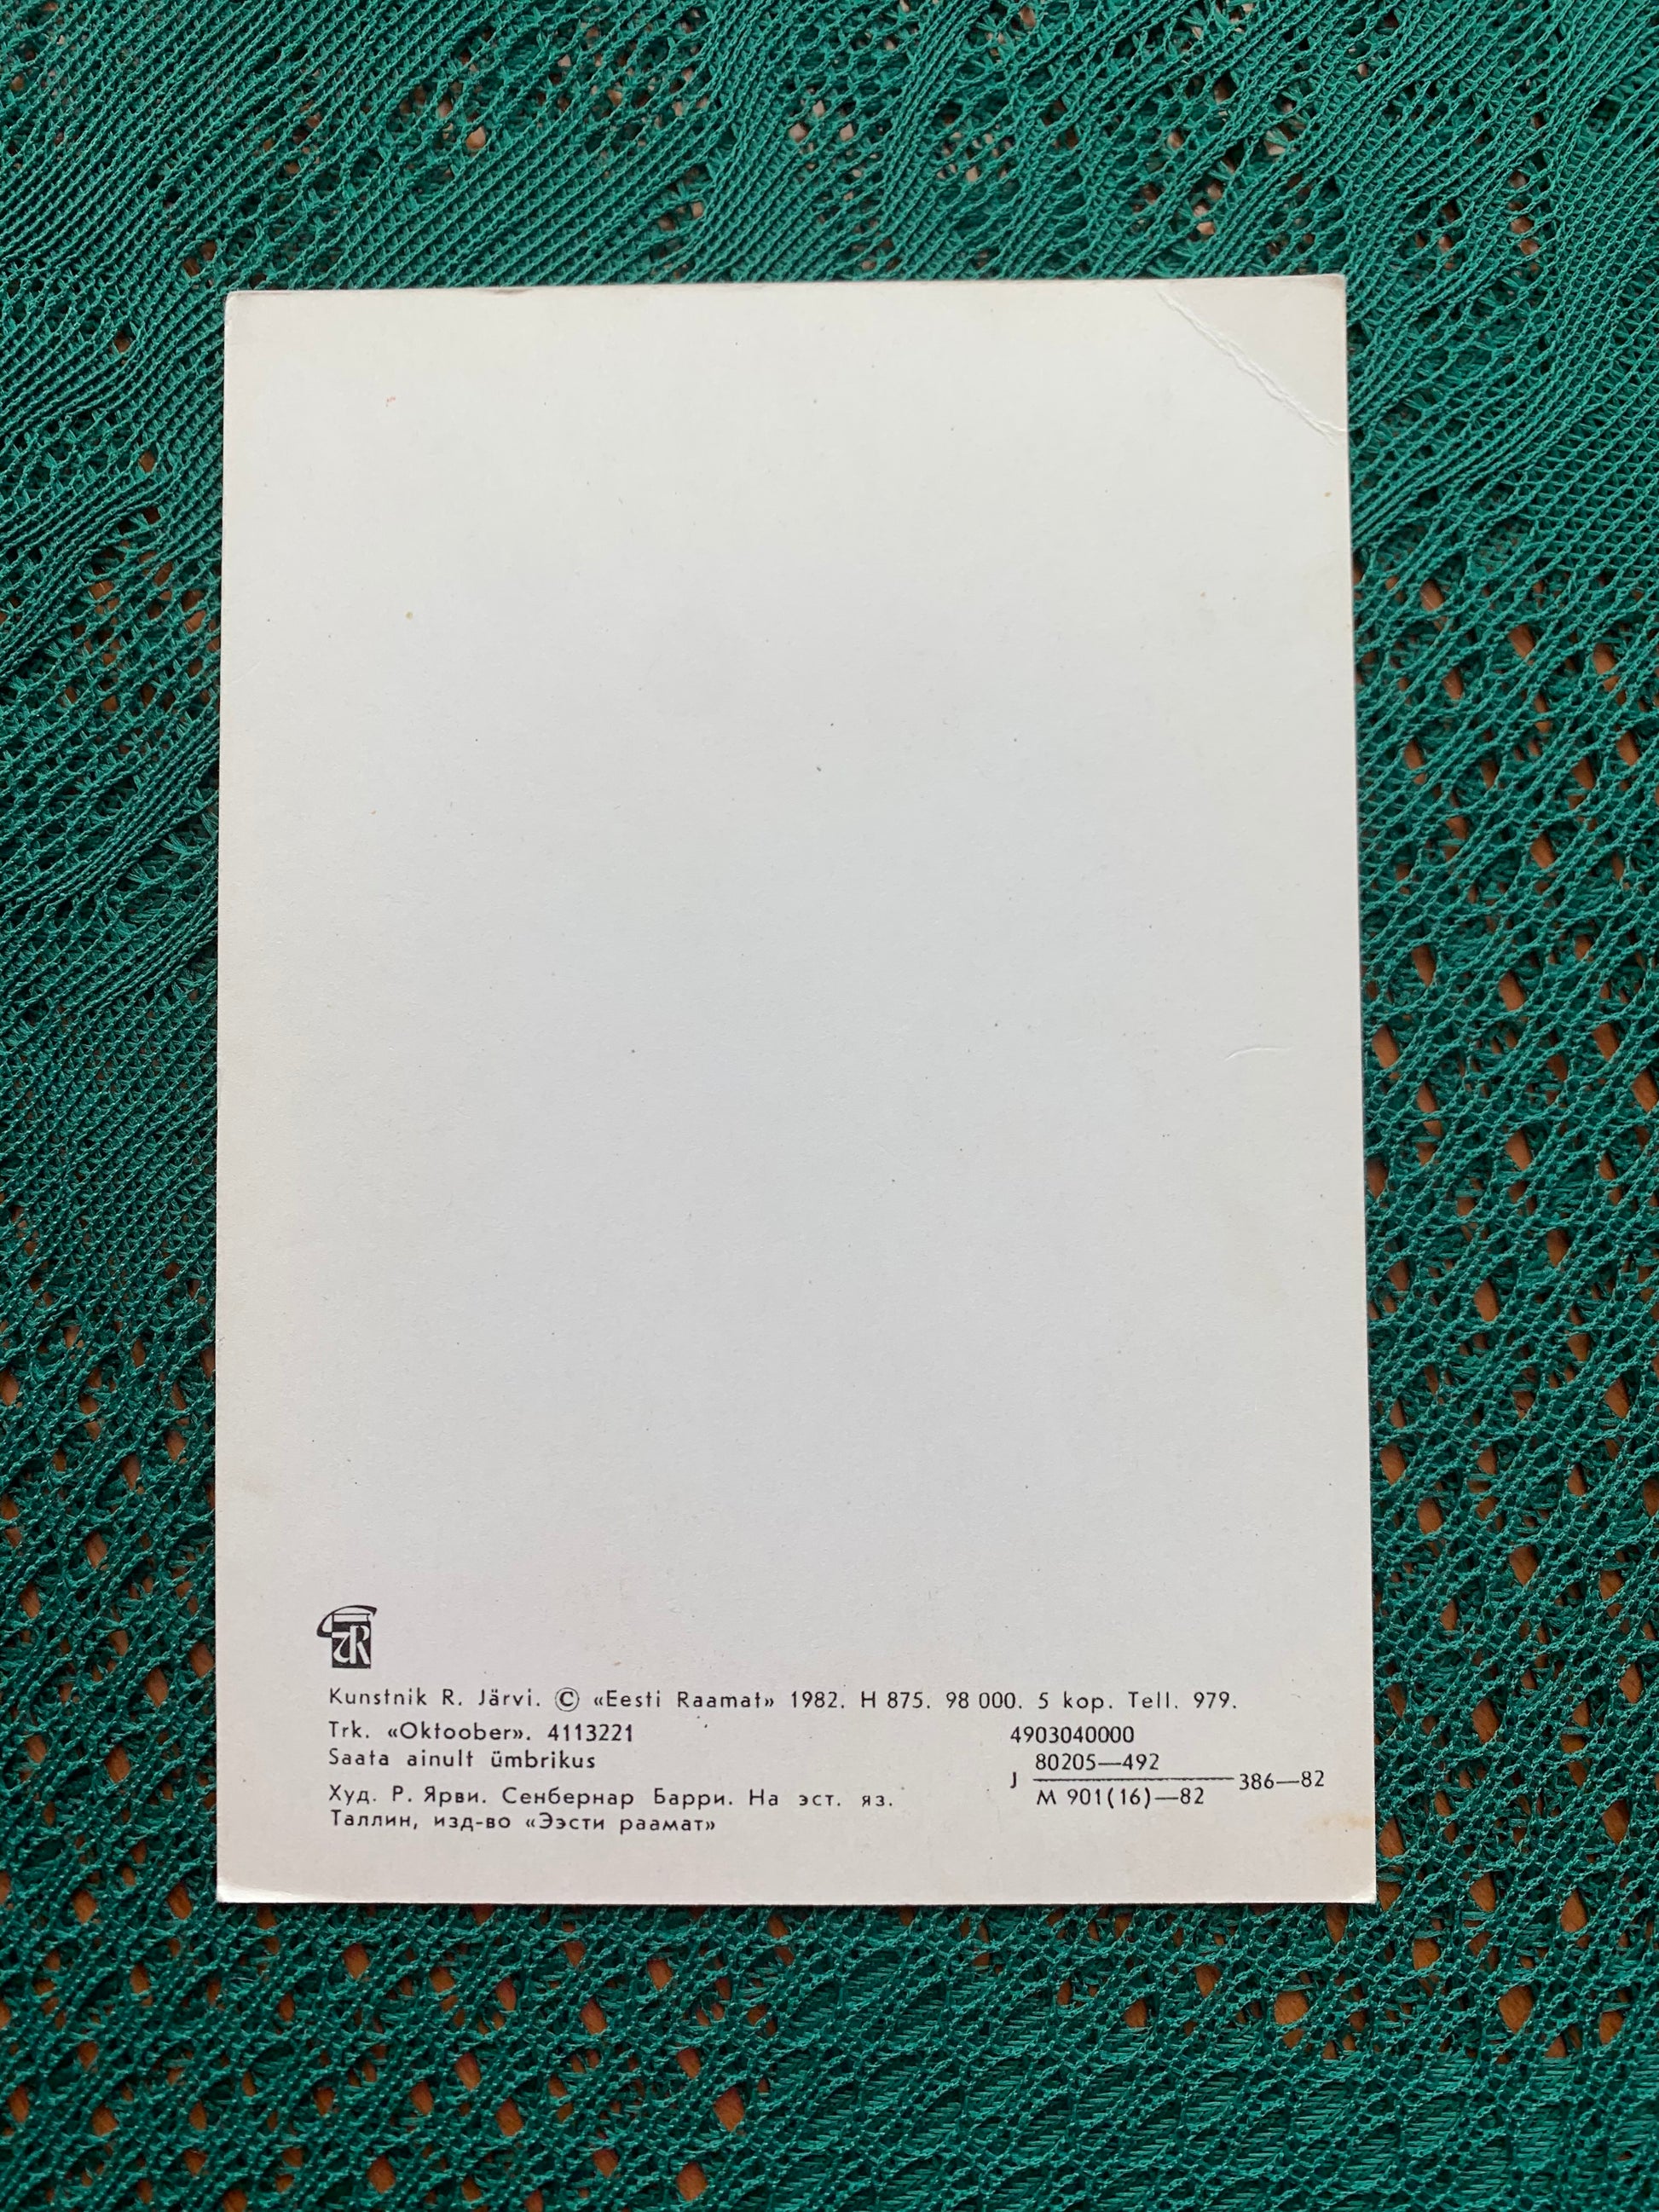 Kunstnik R. Järvi. © «Eesti Raamat» 1982. H 875. 98 000. 5 kop. Tell. 979.
Trk. «Oktoober». 4113221
Saata ainult ümbrikus
Худ. Р. Ярви. Сенбернар Барри. На эст. яз.
Таллин, изд-во «Ээсти раамат»
4903040000
80205—492
J 386—82
M 901(16)—82